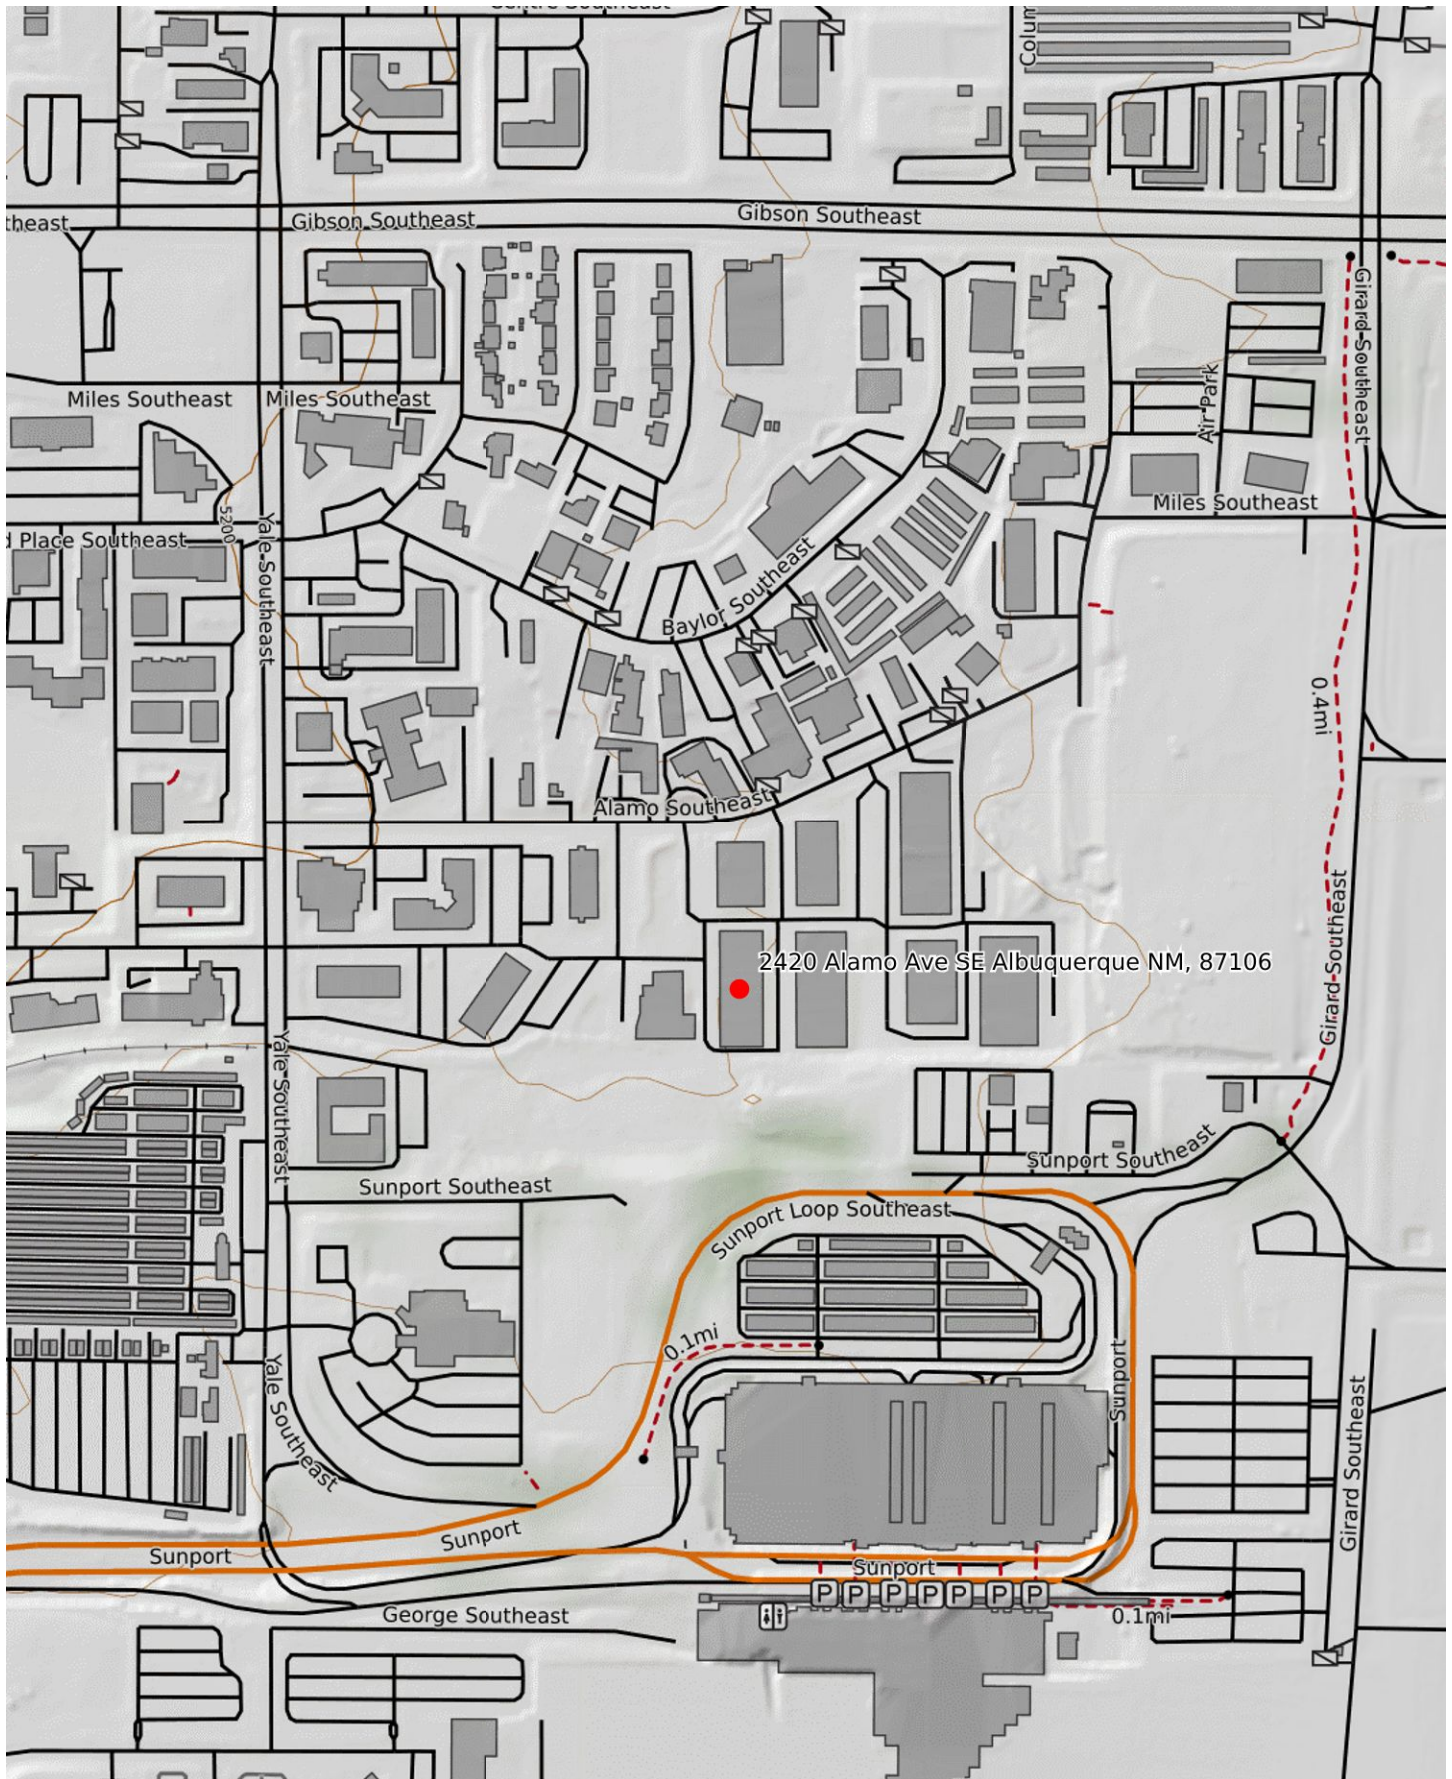 Centre Southeast
Colum
theast
Gibson Southeast
Gibson Southeast
Girard Southeast
Miles Southeast
Miles Southeast
Air Park
5200
Miles Southeast
d Place Southeast
Yale Southeast
Baylor Southeast
0.4mi
Alamo Southeast
2420 Alamo Ave SE Albuquerque NM, 87106
Girard Southeast
Yale Southeast
Sunport Southeast
Sunport Southeast
Sunport Loop Southeast
0.1mi
Sunport
Yale Southeast
Girard Southeast
Sunport
Sunport
Sunport
P P P P P P P
George Southeast
0.1mi